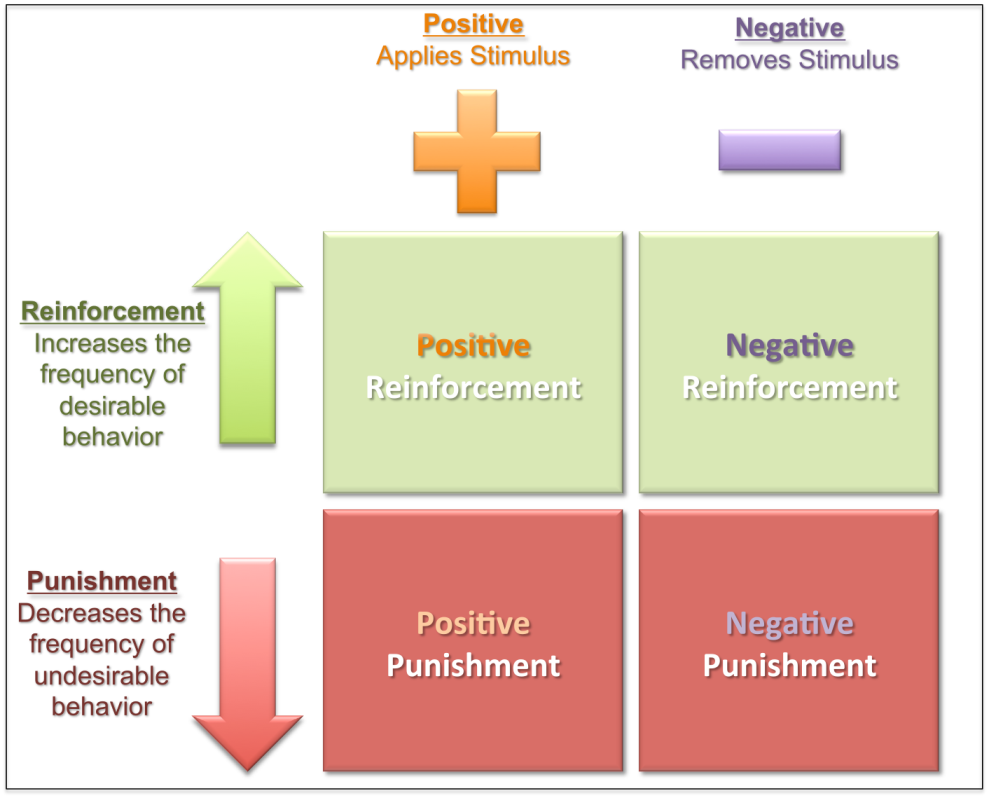 Positive
Applies Stimulus
Negative
Removes Stimulus
Reinforcement
Increases the
frequency of
desirable
behavior
Positive
Reinforcement
Negative
Reinforcement
Punishment
Decreases the
frequency of
undesirable
behavior
Positive
Punishment
Negative
Punishment